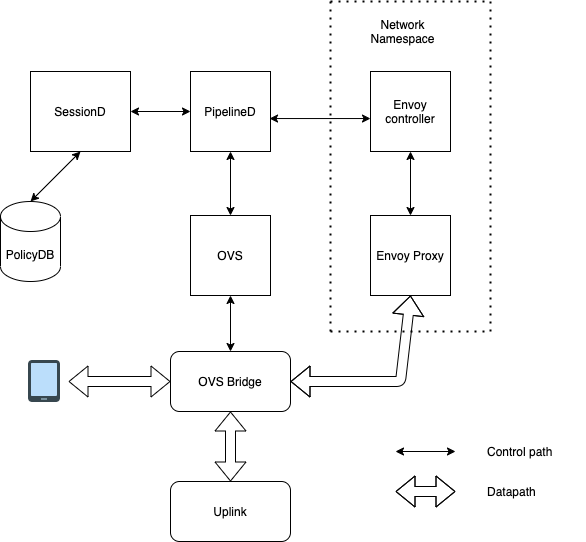 Network
Namespace
SessionD
PipelineD
Envoy
controller
PolicyDB
OVS
Envoy Proxy
OVS Bridge
Control path
Datapath
Uplink